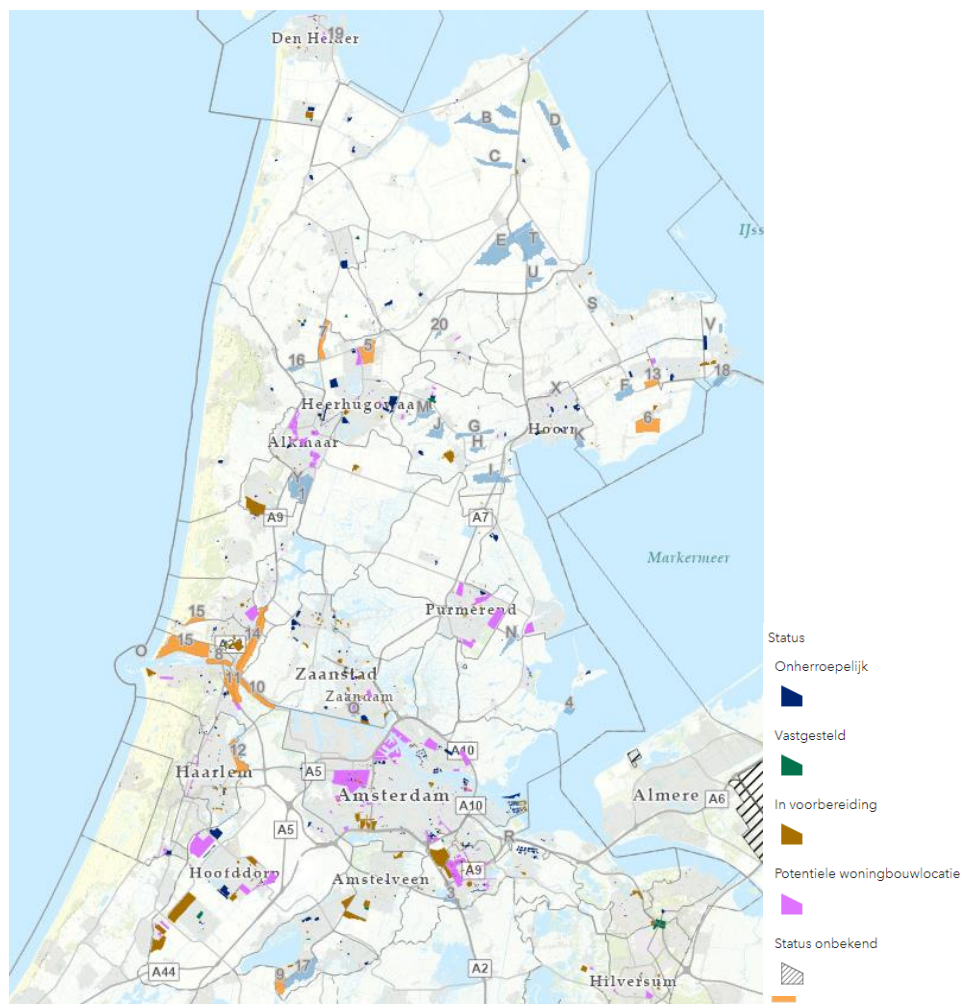 Den Helder
19
B
D
C
E
T
U
IJss
S
20
V
7
5
16
13
18
F
X
6
Heerhugowaa
M
J
G
H
Hoorn
K
Alkmaar
I
Y
1
A9
A7
Markermeer
Purmerend
15
15
14
N
O
8
11
10
Zaanstad
Zaandam
Q
4
12
Haarlem
A5
A10
Amsterdam
A10
Almere
A6
A5
R
Hoofddorp
Amstelveen
A9
3
A44
9
17
A2
Hilversum
Status
Onherroepelijk
Vastgesteld
In voorbereiding
Potentiele woningbouwlocatie
Status onbekend